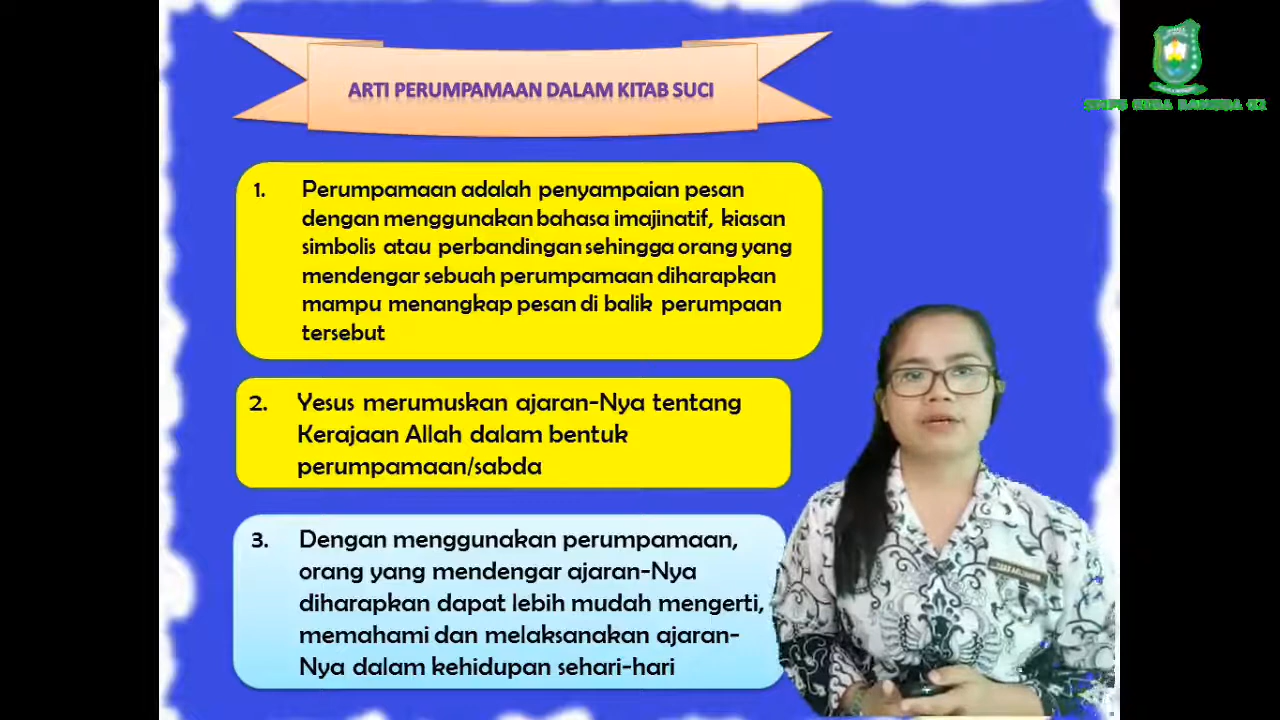 ARTI PERUMPAMAAN DALAM KITAB SUCI
1. Perumpamaan adalah penyampaian pesan
dengan menggunakan bahasa imajinatif, kiasan
simbolis atau perbandingan sehingga orang yang
mendengar sebuah perumpamaan diharapkan
mampu menangkap pesan di balik perumpaan
tersebut
2. Yesus merumuskan ajaran-Nya tentang
Kerajaan Allah dalam bentuk
perumpamaan/sabda
3. Dengan menggunakan perumpamaan,
orang yang mendengar ajaran-Nya
diharapkan dapat lebih mudah mengerti,
memahami dan melaksanakan ajaran-
Nya dalam kehidupan sehari-hari